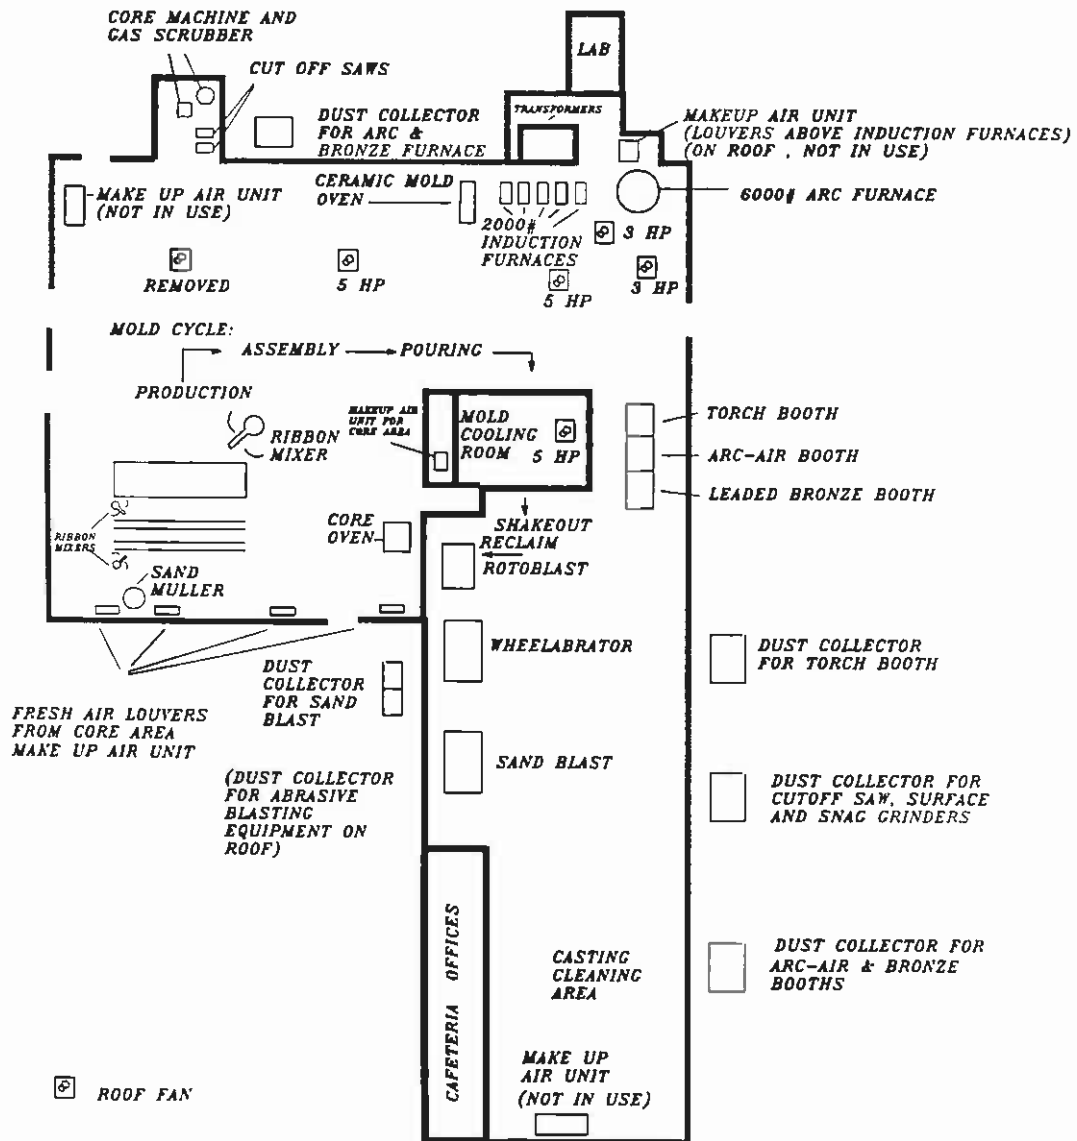 CORE MACHINE AND
GAS SCRUBBER
CUT OFF SAWS
LAB
TRANSFORMERS
DUST COLLECTOR
FOR ARC &
BRONZE FURNACE
MAKEUP AIR UNIT
(LOUVERS ABOVE INDUCTION FURNACES)
(ON ROOF , NOT IN USE)
MAKE UP AIR UNIT
(NOT IN USE)
CERAMIC MOLD
OVEN
6000# ARC FURNACE
2000#
INDUCTION
FURNACES
3 HP
REMOVED
5 HP
5 HP
3 HP
MOLD CYCLE:
ASSEMBLY
POURING
PRODUCTION
RIBBON
MIXER
MAKEUP AIR
UNIT FOR
CORE AREA
MOLD
COOLING
ROOM
5 HP
TORCH BOOTH
ARC-AIR BOOTH
LEADED BRONZE BOOTH
RIBBON
MIXERS
CORE
OVEN
SHAKEOUT
RECLAIM
ROTOBLAST
SAND
MULLER
WHEELABRATOR
DUST COLLECTOR
FOR TORCH BOOTH
DUST
COLLECTOR
FOR SAND
BLAST
FRESH AIR LOUVERS
FROM CORE AREA
MAKE UP AIR UNIT
SAND BLAST
(DUST COLLECTOR
FOR ABRASIVE
BLASTING
EQUIPMENT ON
ROOF)
DUST COLLECTOR FOR
CUTOFF SAW, SURFACE
AND SNAG GRINDERS
CAFETERIA OFFICES
CASTING
CLEANING
AREA
DUST COLLECTOR FOR
ARC-AIR & BRONZE
BOOTHS
MAKE UP
AIR UNIT
(NOT IN USE)
ROOF FAN